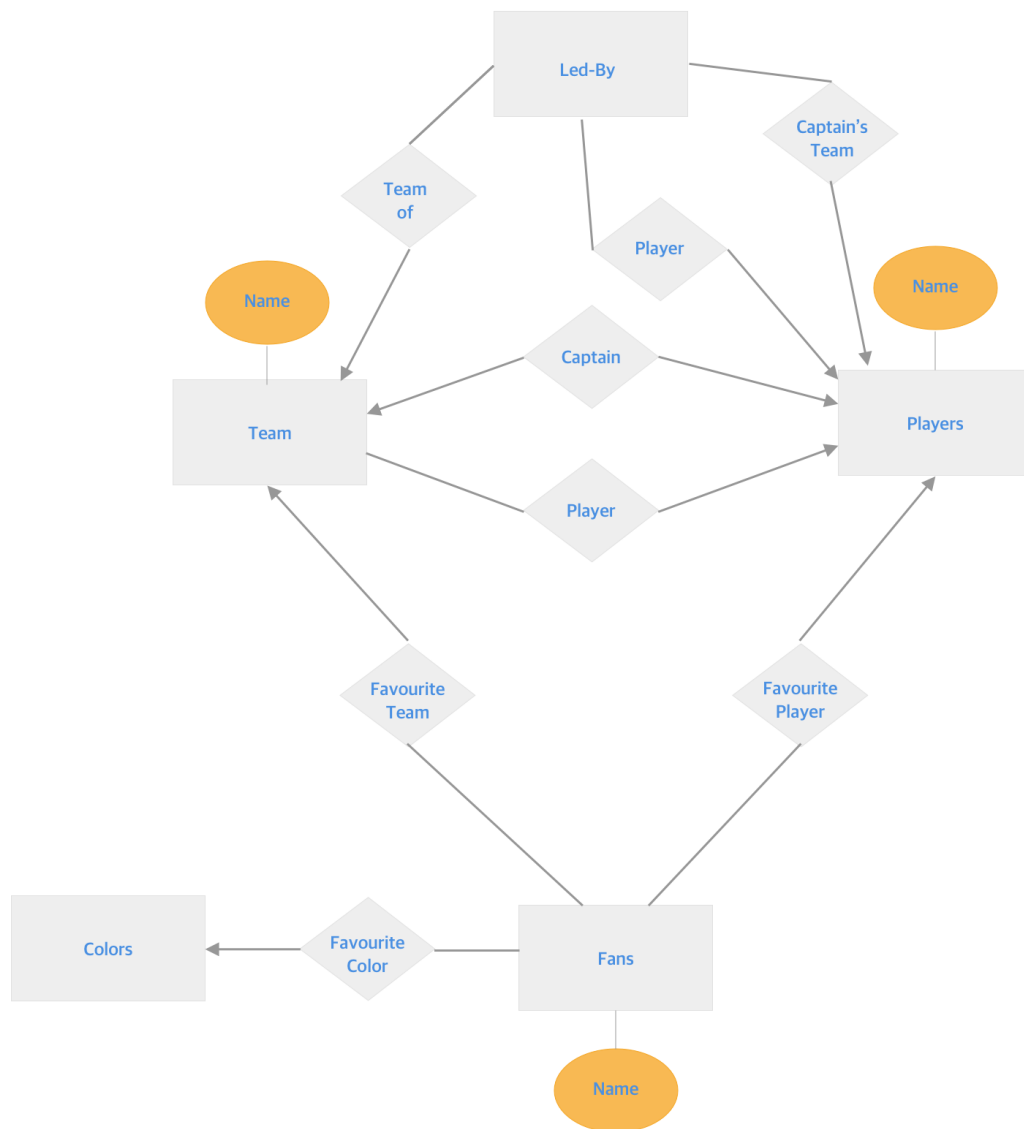 Led-By
Captain's
Team
Team
of
Player
Name
Name
Captain
Team
Players
Player
Favourite
Team
Favourite
Player
Colors
Favourite
Color
Fans
Name